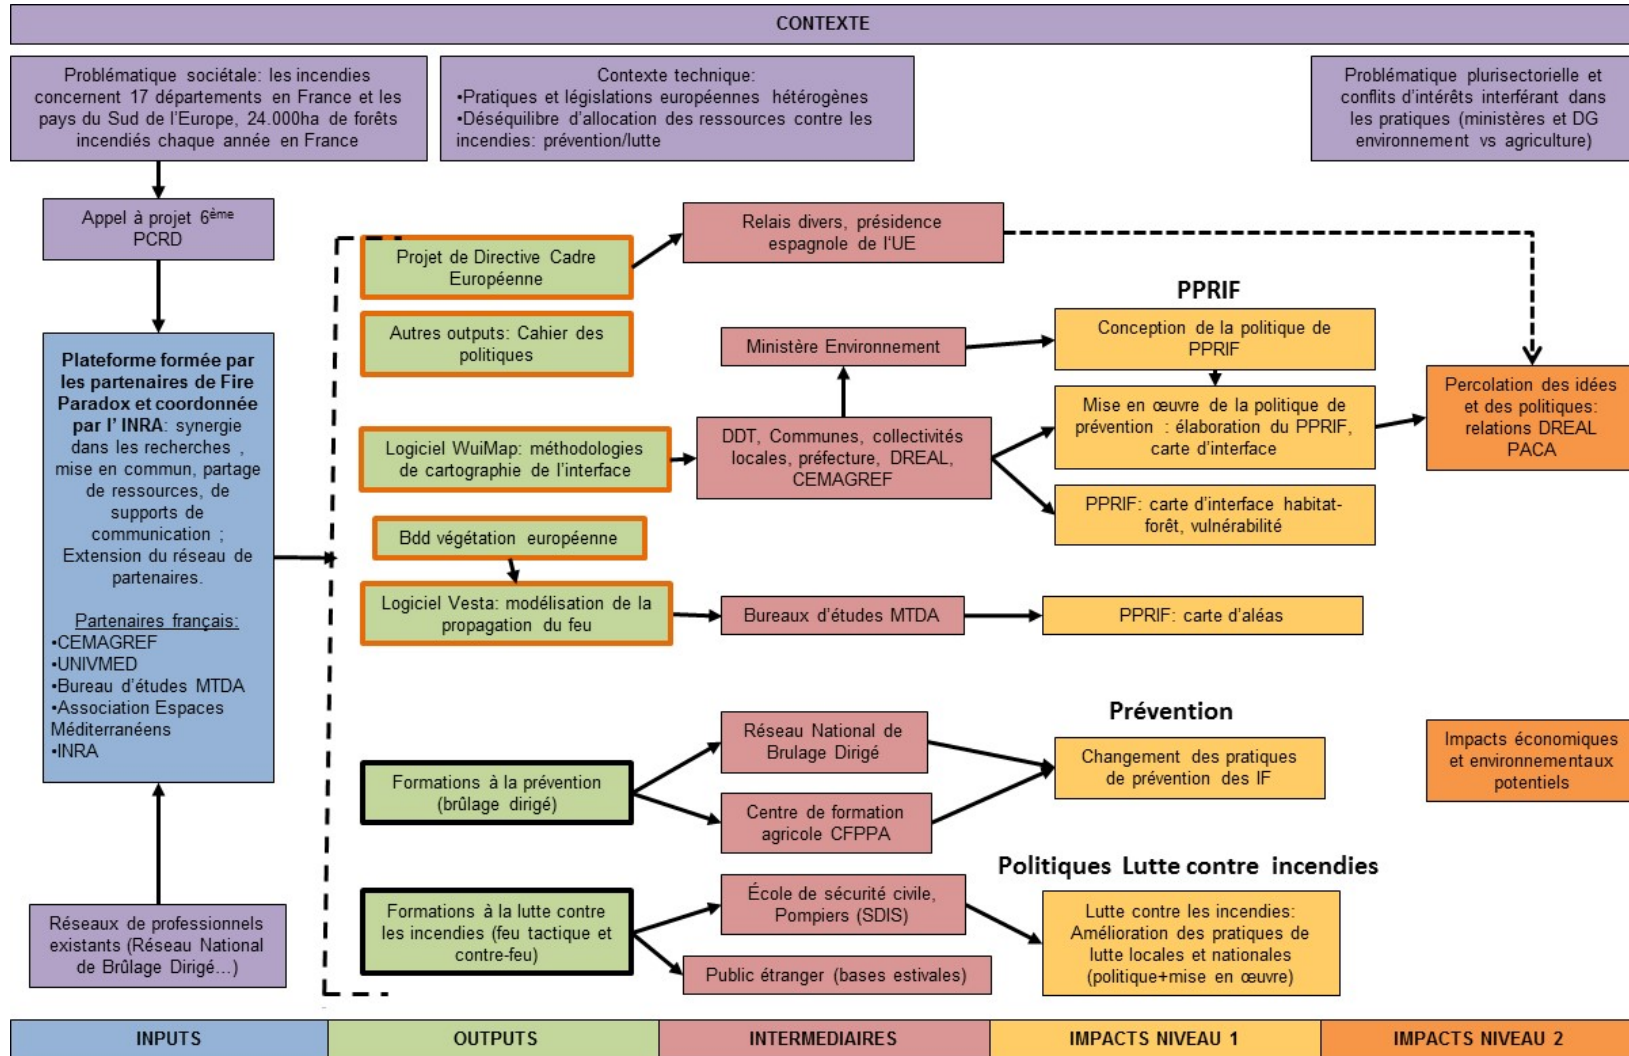 CONTEXTE
Problématique sociétale: les incendies
concernent 17 départements en France et les
pays du Sud de l'Europe, 24.000ha de forêts
incendiés chaque année en France
Contexte technique:
•Pratiques et législations européennes hétérogènes
•Déséquilibre d'allocation des ressources contre les
incendies: prévention/lutte
Problématique plurisectorielle et
conflits d'intérêts interférant dans
les pratiques (ministères et DG
environnement vs agriculture)
Appel à projet 6ème
PCRD
Plateforme formée par
les partenaires de Fire
Paradox et coordonnée
par l' INRA: synergie
dans les recherches ,
mise en commun, partage
de ressources, de
supports de
communication ;
Extension du réseau de
partenaires.
Partenaires français:
•CEMAGREF
•UNIVMED
•Bureau d'études MTDA
•Association Espaces
Méditerranéens
•INRA
Réseaux de professionnels
existants (Réseau National
de Brûlage Dirigé…)
Projet de Directive Cadre
Européenne
Autres outputs: Cahier des
politiques
Logiciel WuiMap: méthodologies
de cartographie de l'interface
Bdd végétation européenne
Logiciel Vesta: modélisation de la
propagation du feu
Formations à la prévention
(brûlage dirigé)
Formations à la lutte contre
les incendies (feu tactique et
contre-feu)
Relais divers, présidence
espagnole de l'UE
Ministère Environnement
DDT, Communes, collectivités
locales, préfecture, DREAL,
CEMAGREF
Bureaux d'études MTDA
Réseau National de
Brulage Dirigé
Centre de formation
agricole CFPPA
École de sécurité civile,
Pompiers (SDIS)
Public étranger (bases estivales)
PPRIF
Conception de la politique de
PPRIF
Mise en œuvre de la politique de
prévention : élaboration du PPRIF,
carte d'interface
PPRIF: carte d'interface habitat-
forêt, vulnérabilité
PPRIF: carte d'aléas
Prévention
Changement des pratiques
de prévention des IF
Politiques Lutte contre incendies
Lutte contre les incendies:
Amélioration des pratiques de
lutte locales et nationales
(politique+mise en œuvre)
Percolation des idées
et des politiques:
relations DREAL
PACA
Impacts économiques
et environnementaux
potentiels
INPUTS
OUTPUTS
INTERMEDIAIRES
IMPACTS NIVEAU 1
IMPACTS NIVEAU 2